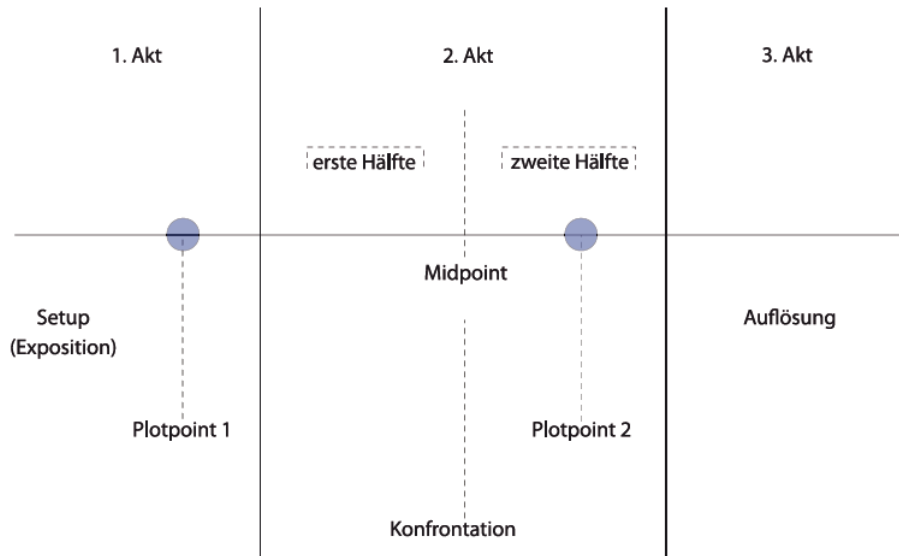 1. Akt
2. Akt
3. Akt
erste Hälfte
zweite Hälfte
Midpoint
Setup
(Exposition)
Auflösung
Plotpoint 1
Plotpoint 2
Konfrontation